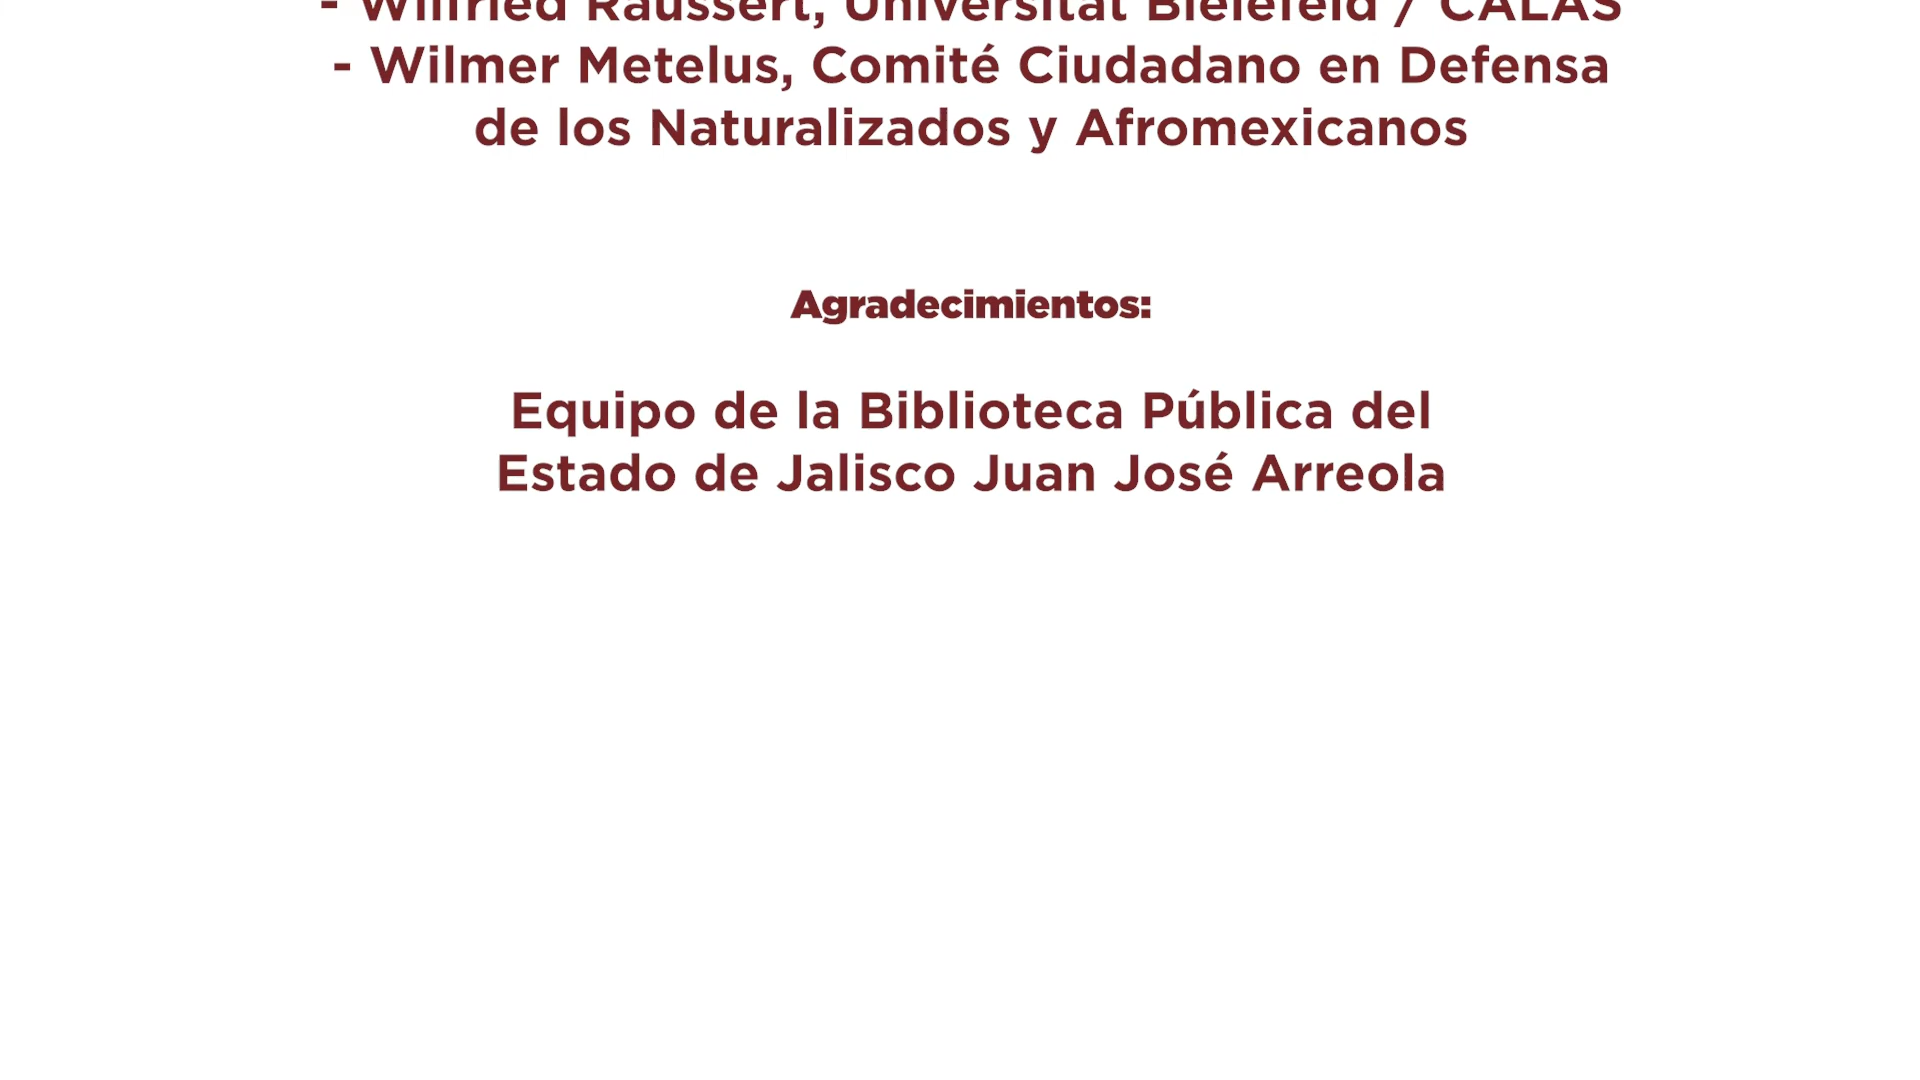 - Wilfried Raussert, Universität Bielefeld / CALAS
- Wilmer Metelus, Comité Ciudadano en Defensa
de los Naturalizados y Afromexicanos
Agradecimientos:
Equipo de la Biblioteca Pública del
Estado de Jalisco Juan José Arreola